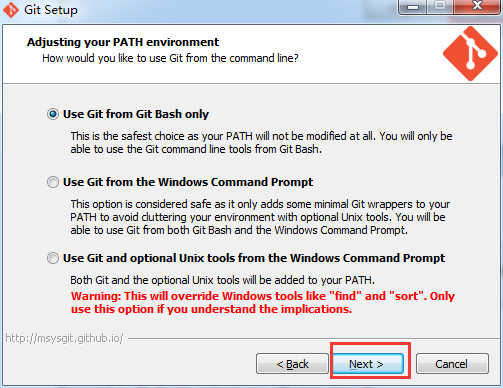 Git Setup
Adjusting your PATH environment
How would you like to use Git from the command line?
Use Git from Git Bash only
This is the safest choice as your PATH will not be modified at all. You will only
be able to use the Git command line tools from Git Bash.
Use Git from the Windows Command Prompt
This option is considered safe as it only adds some minimal Git wrappers to your
PATH to avoid cluttering your environment with optional Unix tools. You will be
able to use Git from both Git Bash and the Windows Command Prompt.
Use Git and optional Unix tools from the Windows Command Prompt
Both Git and the optional Unix tools will be added to your PATH.
Warning: This will override Windows tools like "find" and "sort". Only
use this option if you understand the implications.
http://msysgit.github.io/
< Back
Next >
Cancel